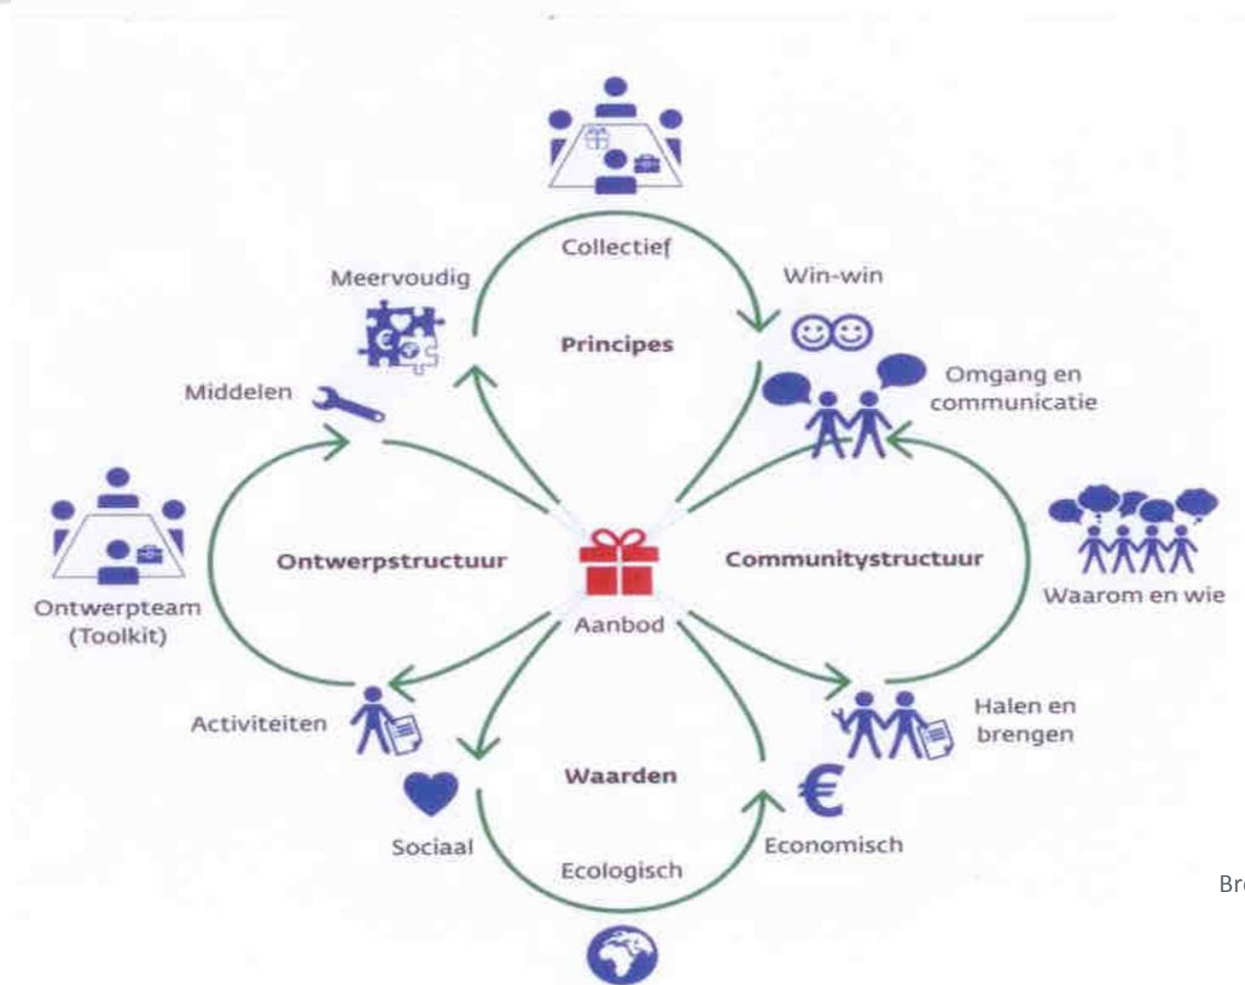 Collectief
Meervoudig
Win-win
Principes
Middelen
Omgang en
communicatie
Ontwerpstructuur
Communitystructuur
Ontwerpteam
(Toolkit)
Waarom en wie
Aanbod
Activiteiten
Halen en
brengen
Waarden
Sociaal
Economisch
Ecologisch
€